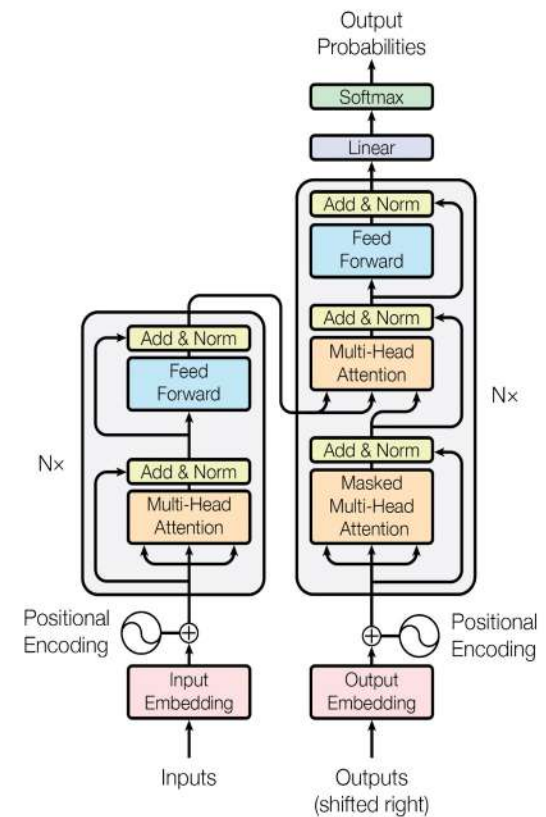 Output
Probabilities
Softmax
Linear
Add & Norm
Feed
Forward
Add & Norm
Multi-Head
Attention
Add & Norm
Masked
Multi-Head
Attention
N×
Add & Norm
Feed
Forward
Add & Norm
Multi-Head
Attention
N×
Positional
Encoding
Positional
Encoding
Input
Embedding
Output
Embedding
Inputs
Outputs
(shifted right)